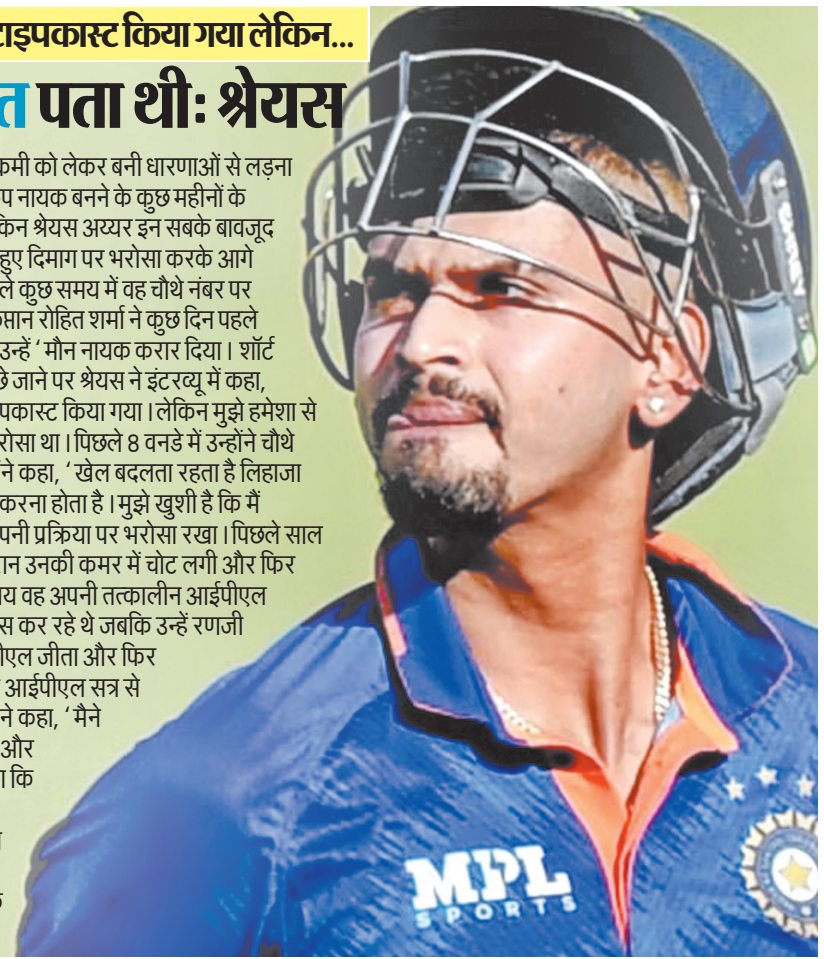 टाइपकास्ट किया गया लेकिन...
त पता थी: श्रेयस
कमी को लेकर बनी धारणाओं से लड़ना
प नायक बनने के कुछ महीनों के
किन श्रेयस अय्यर इन सबके बावजूद
हुए दिमाग पर भरोसा करके आगे
ले कुछ समय में वह चौथे नंबर पर
प्तान रोहित शर्मा ने कुछ दिन पहले
उन्हें ‘ मौन नायक करार दिया । शॉर्ट
छे जाने पर श्रेयस ने इंटरव्यू में कहा,
पकास्ट किया गया । लेकिन मुझे हमेशा से
रोसा था । पिछले 8 वनडे में उन्होंने चौथे
ने कहा, ‘ खेल बदलता रहता है लिहाजा
करना होता है । मुझे खुशी है कि मैं
पनी प्रक्रिया पर भरोसा रखा । पिछले साल
ान उनकी कमर में चोट लगी और फिर
य वह अपनी तत्कालीन आईपीएल
स कर रहे थे जबकि उन्हें रणजी
ीएल जीता और फिर
आईपीएल सत्र से
ने कहा, ‘ मैने
और
ा कि
SHREY
MPL
SPORTS